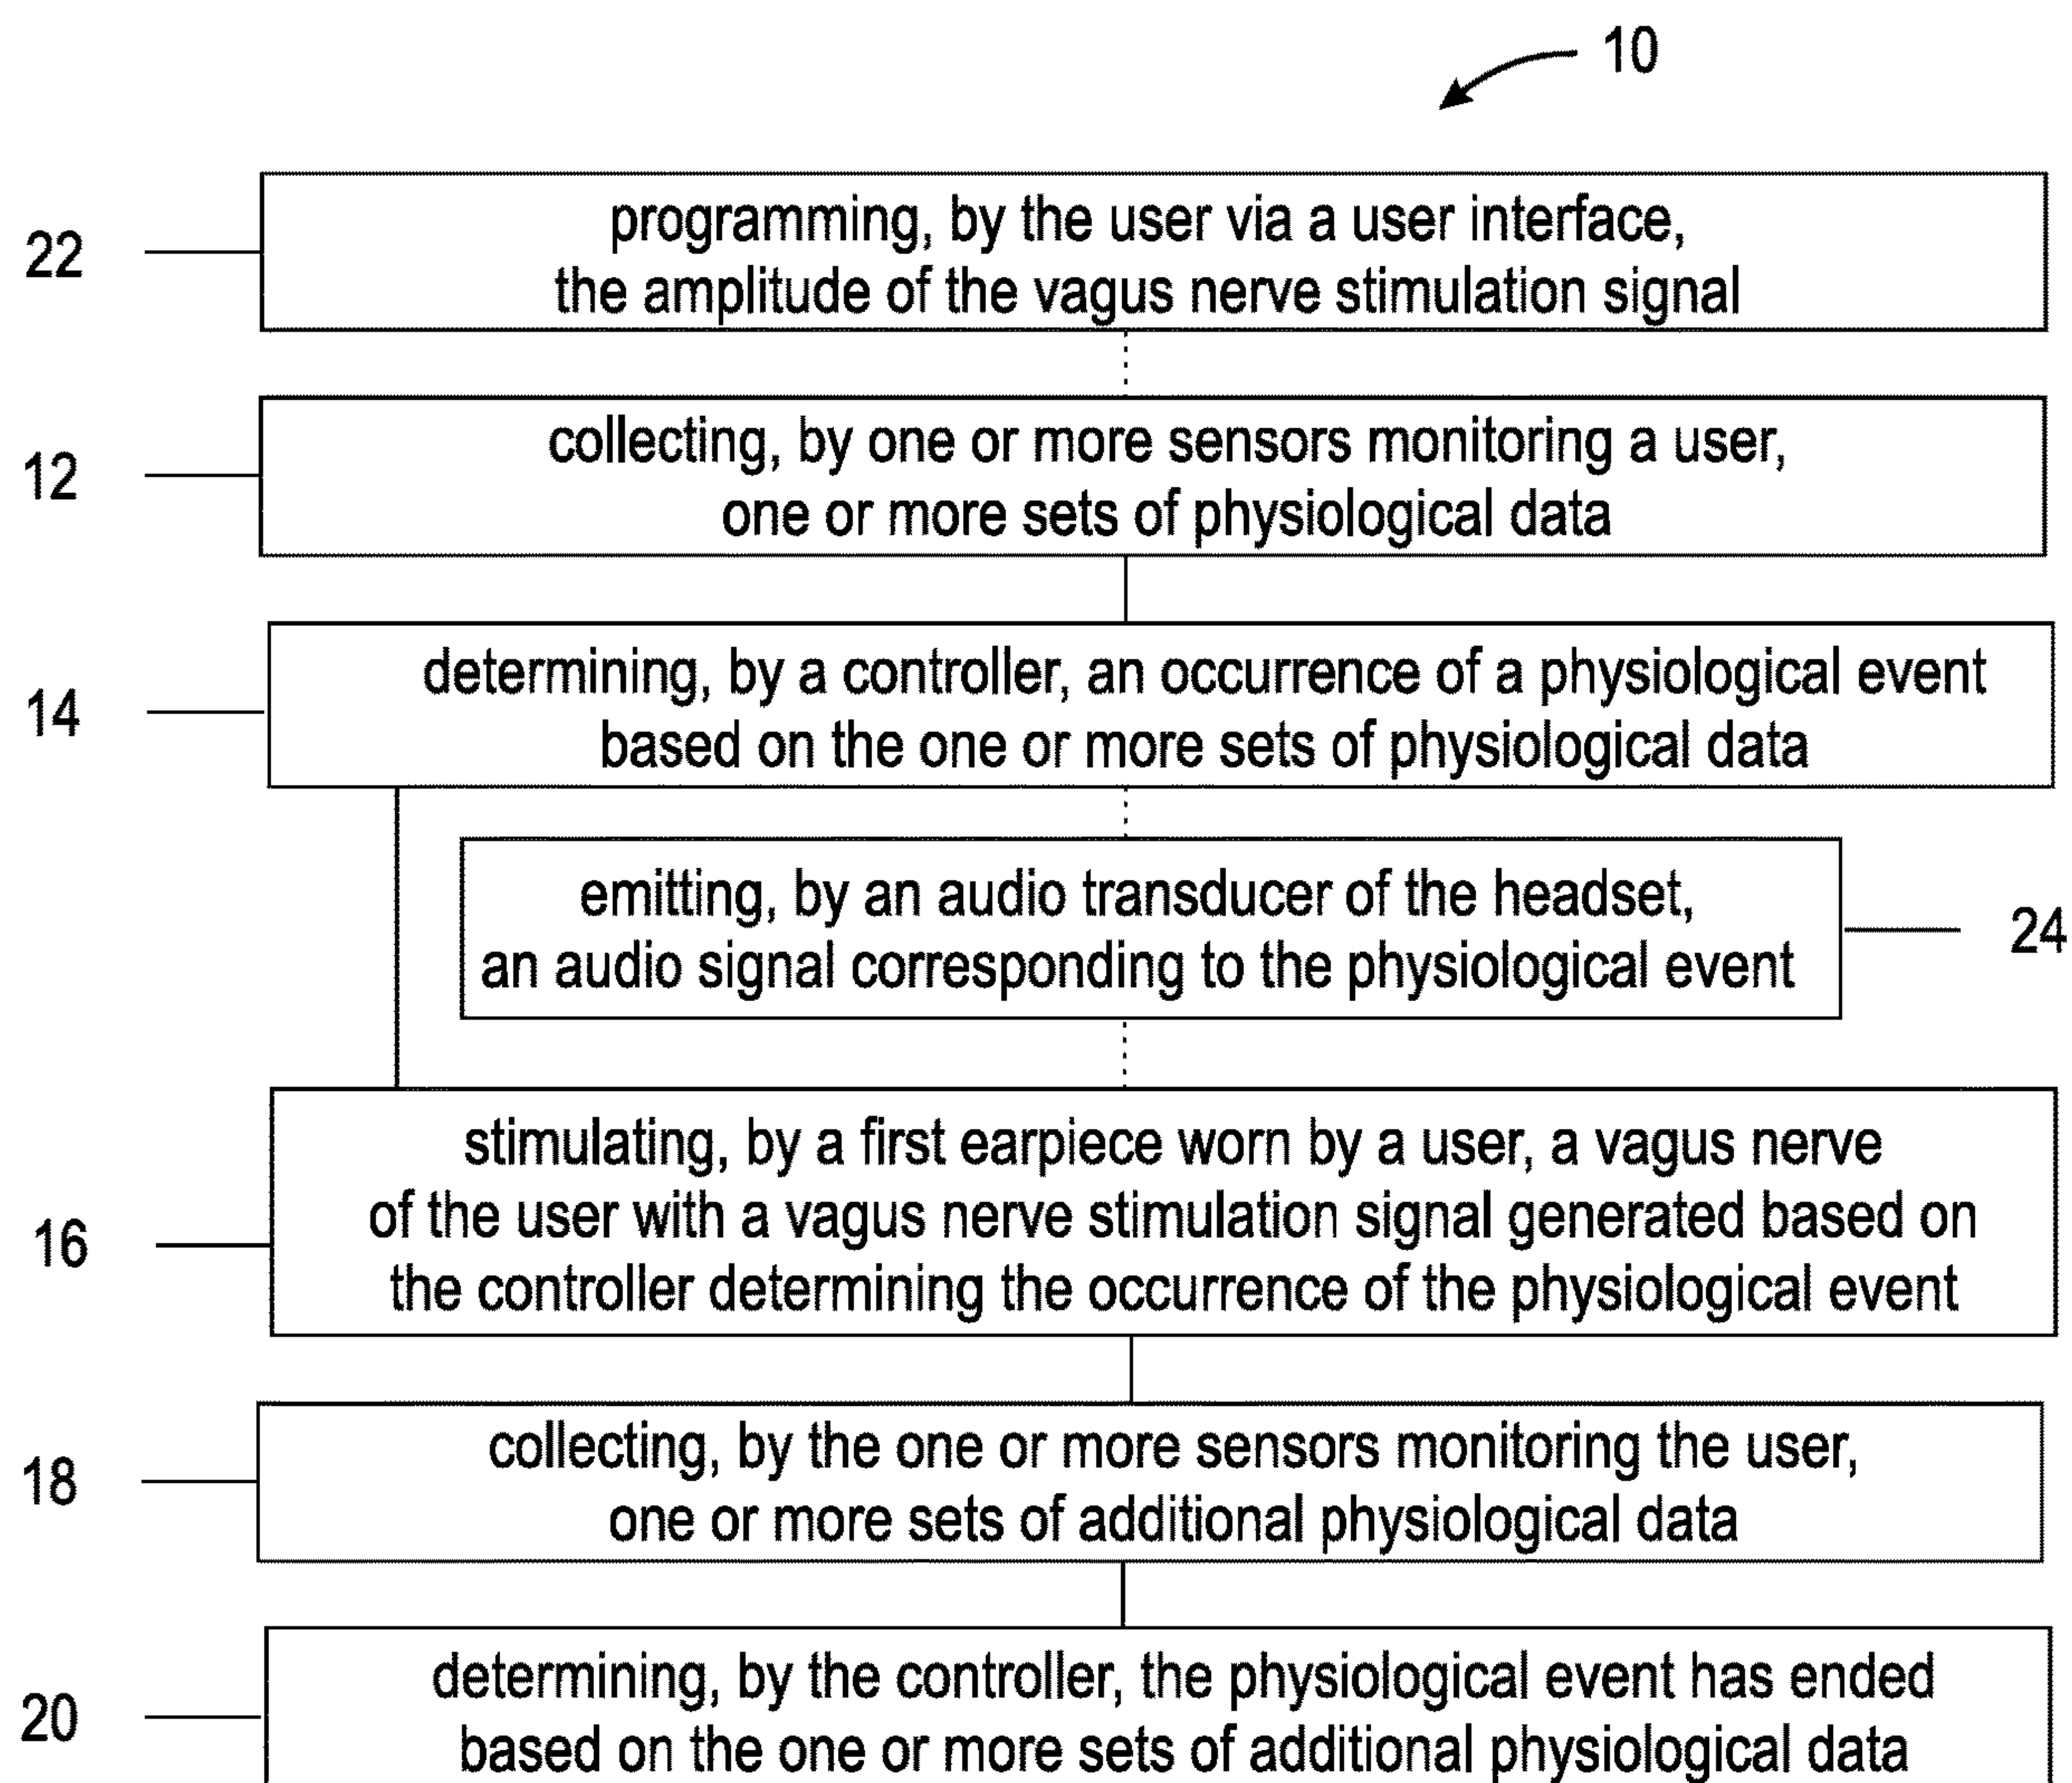 10
22
programming, by the user via a user interface,
the amplitude of the vagus nerve stimulation signal
12
collecting, by one or more sensors monitoring a user,
one or more sets of physiological data
14
determining, by a controller, an occurrence of a physiological event
based on the one or more sets of physiological data
emitting, by an audio transducer of the headset,
an audio signal corresponding to the physiological event
24
16
stimulating, by a first earpiece worn by a user, a vagus nerve
of the user with a vagus nerve stimulation signal generated based on
the controller determining the occurrence of the physiological event
18
collecting, by the one or more sensors monitoring the user,
one or more sets of additional physiological data
20
determining, by the controller, the physiological event has ended
based on the one or more sets of additional physiological data